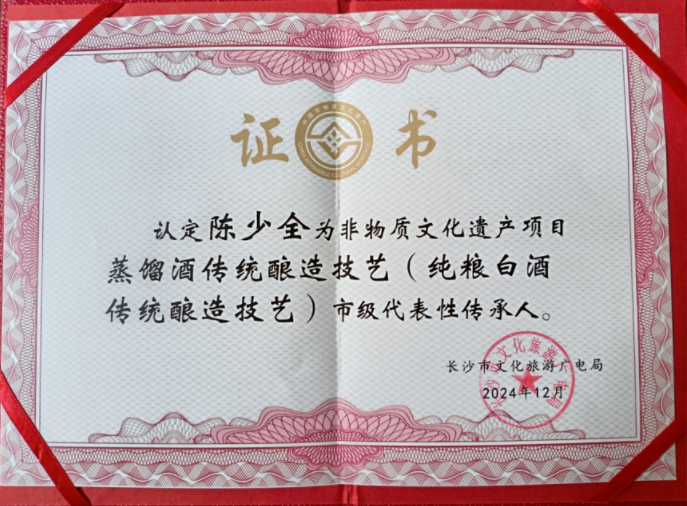 证书
认定陈少全为非物质文化遗产项目
蒸馏酒传统酿造技艺（纯粮白酒
传统酿造技艺）市级代表性传承人。
长沙市文化旅游广电局
2024年12月